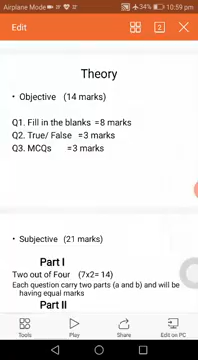 Airplane Mode 34% 10:59 pm
Edit 2
Theory
• Objective (14 marks)
Q1. Fill in the blanks =8 marks
Q2. True/ False =3 marks
Q3. MCQs =3 marks
• Subjective (21 marks)
Part I
Two out of Four (7x2= 14)
Each question carry two parts (a and b) and will be
having equal marks
Part II
Tools Play Share Edit on PC